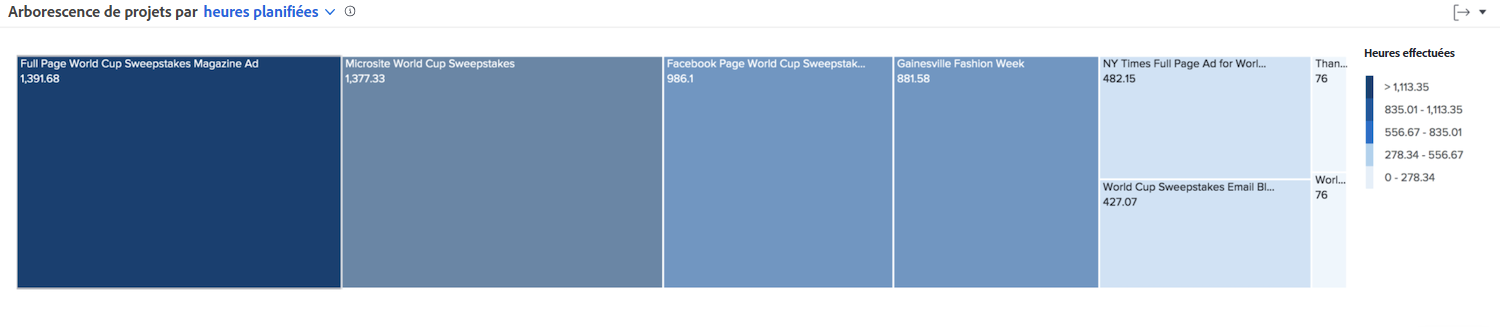 Arborescence de projets par heures planifiées
Full Page World Cup Sweepstakes Magazine Ad
1,391.68
Microsite World Cup Sweepstakes
1,377.33
Facebook Page World Cup Sweepstak...
986.1
Gainesville Fashion Week
881.58
NY Times Full Page Ad for Worl...
482.15
World Cup Sweepstakes Email Bl...
427.07
Than...
76
Worl...
76
Heures effectuées
> 1,113.35
835.01 - 1,113.35
556.67 - 835.01
278.34 - 556.67
0 - 278.34